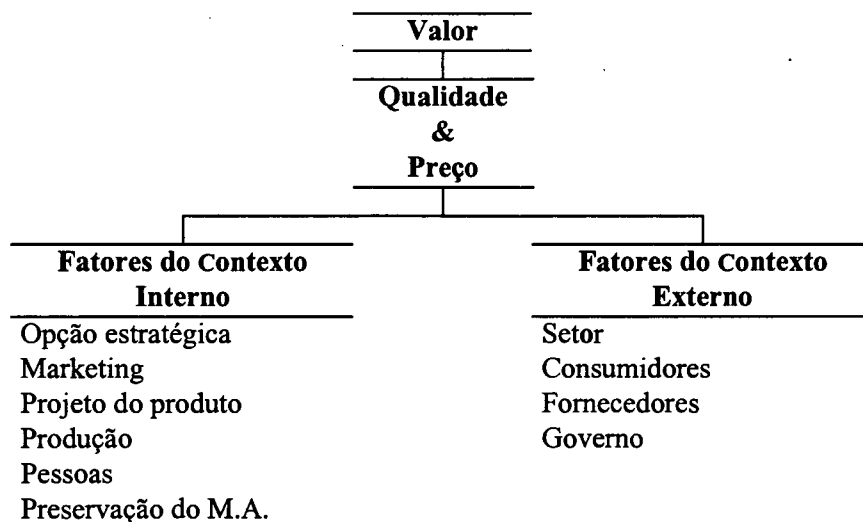 Valor
Qualidade
&
Preço
Fatores do Contexto
Interno
Opção estratégica
Marketing
Projeto do produto
Produção
Pessoas
Preservação do M.A.
Fatores do Contexto
Externo
Setor
Consumidores
Fornecedores
Governo